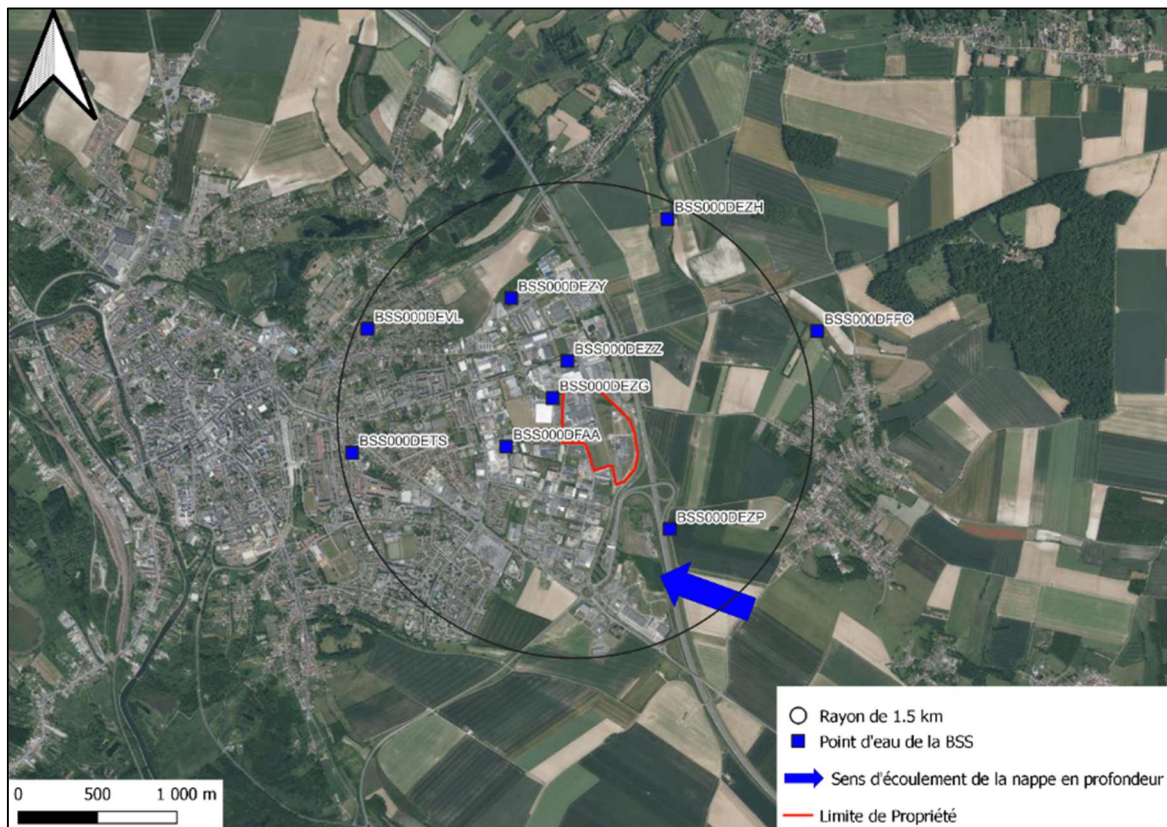 BSS000DEZH
BSS000DEZY
BSS000DEVL
BSS000DFFC
BSS000DEZZ
BSS000DEZG
BSS000DFAA
BSS000DETS
BSS000DEZP
Rayon de 1.5 km
Point d'eau de la BSS
Sens d'écoulement de la nappe en profondeur
Limite de Propriété
0 500 1 000 m